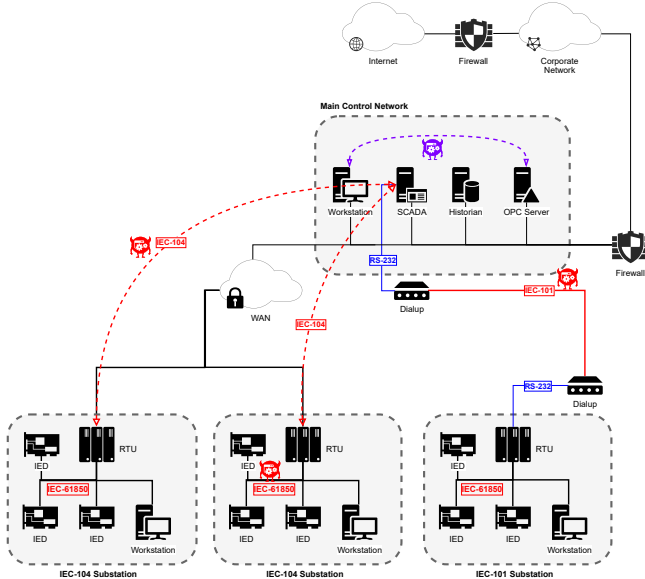 Internet
Firewall
Corporate
Network
Main Control Network
Workstation
SCADA
Historian
OPC Server
IEC-104
RS-232
Firewall
WAN
IEC-101
Dialup
IEC-104
RS-232
Dialup
RTU
RTU
RTU
IED
IED
IED
IEC-61850
IEC-61850
IEC-61850
IED
IED
Workstation
IED
IED
Workstation
IED
IED
Workstation
IEC-104 Substation
IEC-104 Substation
IEC-101 Substation